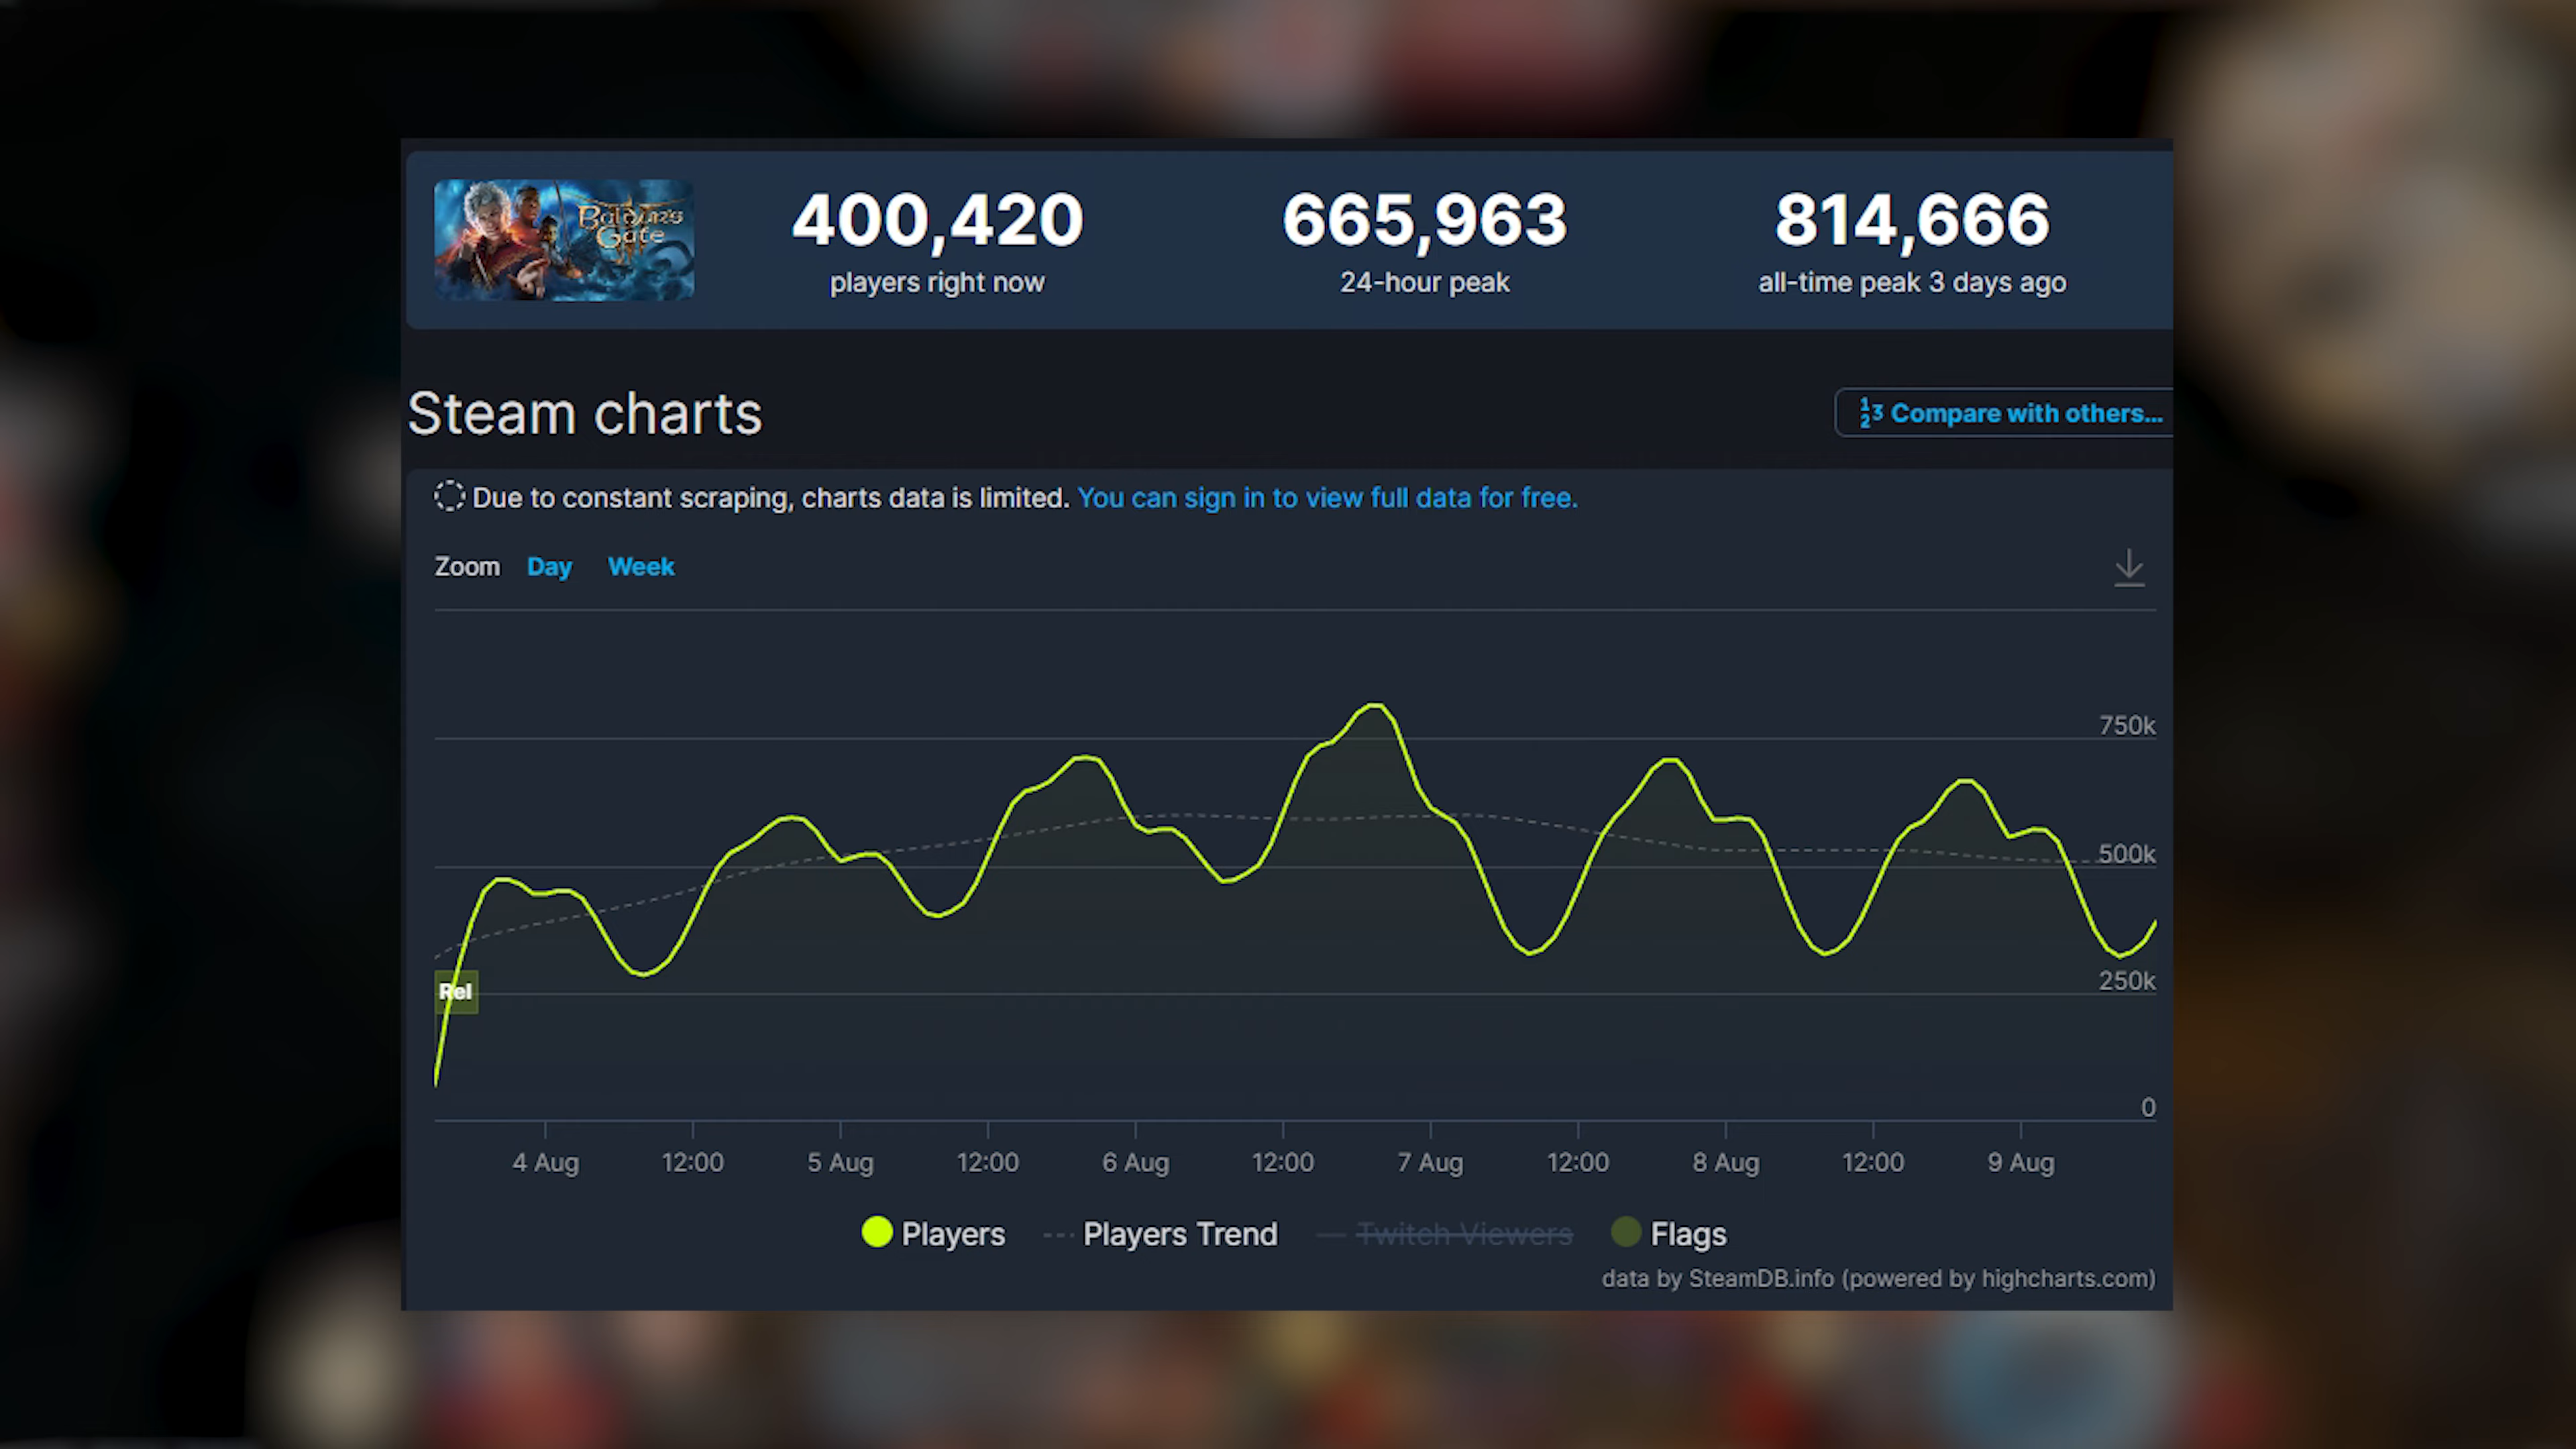 Baldur's
Gate
III
400,420
players right now
665,963
24-hour peak
814,666
all-time peak 3 days ago
Steam charts
123 Compare with others...
Due to constant scraping, charts data is limited. You can sign in to view full data for free.
Zoom Day Week
750k
500k
250k
0
Rel
4 Aug 12:00 5 Aug 12:00 6 Aug 12:00 7 Aug 12:00 8 Aug 12:00 9 Aug
Players Players Trend Twitch Viewers Flags
data by SteamDB.info (powered by highcharts.com)